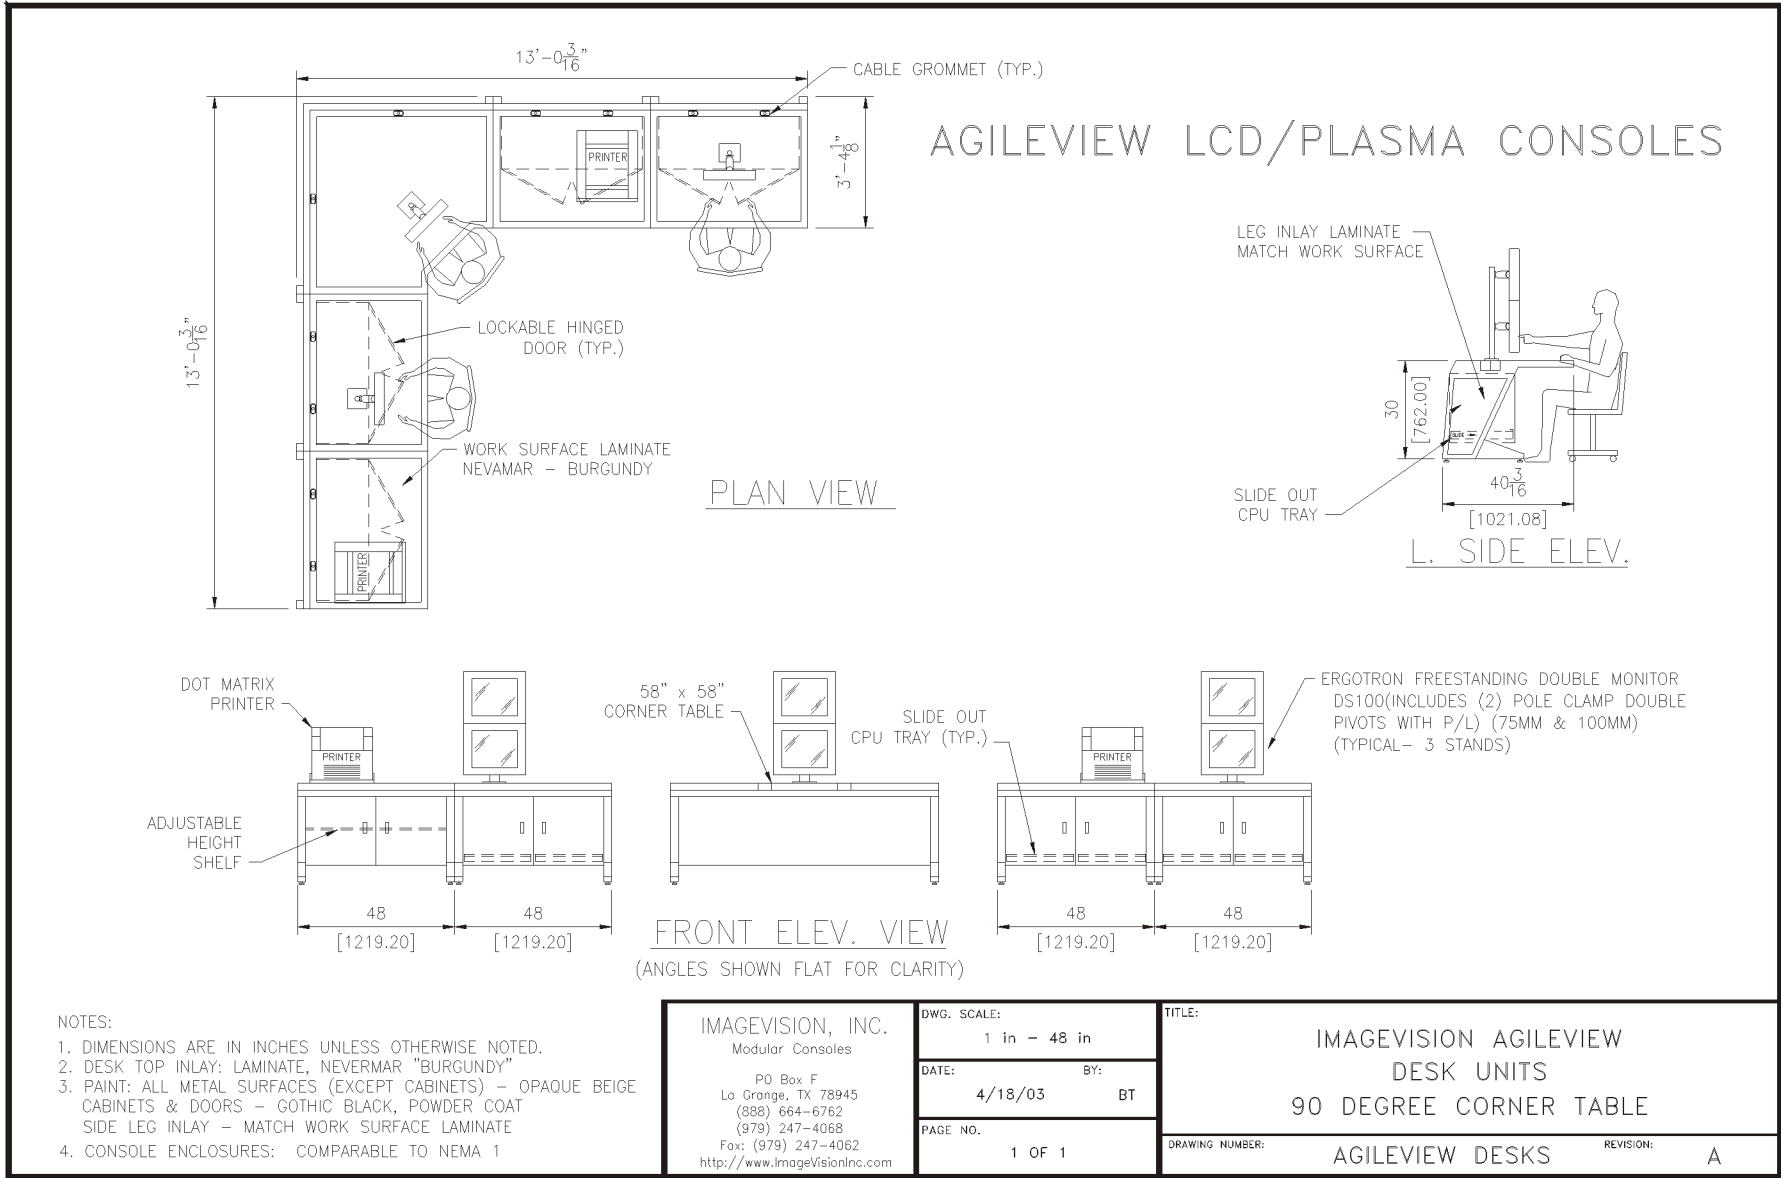 13'-0 3/16"
CABLE GROMMET (TYP.)
AGILEVIEW LCD/PLASMA CONSOLES
3'-4 1/8"
PRINTER
LEG INLAY LAMINATE
MATCH WORK SURFACE
13'-0 3/16"
LOCKABLE HINGED
DOOR (TYP.)
30
[762.00]
SLIDE
WORK SURFACE LAMINATE
NEVAMAR - BURGUNDY
PLAN VIEW
40 3/16
[1021.08]
SLIDE OUT
CPU TRAY
L. SIDE ELEV.
PRINTER
DOT MATRIX
PRINTER
58" x 58"
CORNER TABLE
SLIDE OUT
CPU TRAY (TYP.)
ERGOTRON FREESTANDING DOUBLE MONITOR
DS100(INCLUDES (2) POLE CLAMP DOUBLE
PIVOTS WITH P/L) (75MM & 100MM)
(TYPICAL- 3 STANDS)
PRINTER
PRINTER
ADJUSTABLE
HEIGHT
SHELF
48
[1219.20]
48
[1219.20]
48
[1219.20]
48
[1219.20]
FRONT ELEV. VIEW
(ANGLES SHOWN FLAT FOR CLARITY)
NOTES:
1. DIMENSIONS ARE IN INCHES UNLESS OTHERWISE NOTED.
2. DESK TOP INLAY: LAMINATE, NEVERMAR "BURGUNDY"
3. PAINT: ALL METAL SURFACES (EXCEPT CABINETS) - OPAQUE BEIGE
CABINETS & DOORS - GOTHIC BLACK, POWDER COAT
SIDE LEG INLAY - MATCH WORK SURFACE LAMINATE
4. CONSOLE ENCLOSURES: COMPARABLE TO NEMA 1
IMAGEVISION, INC.
Modular Consoles
PO Box F
La Grange, TX 78945
(888) 664-6762
(979) 247-4068
Fax: (979) 247-4062
http://www.ImageVisionInc.com
DWG. SCALE:
1 in - 48 in
DATE: BY:
4/18/03 BT
PAGE NO.
1 OF 1
TITLE:
IMAGEVISION AGILEVIEW
DESK UNITS
90 DEGREE CORNER TABLE
DRAWING NUMBER: REVISION:
AGILEVIEW DESKS A